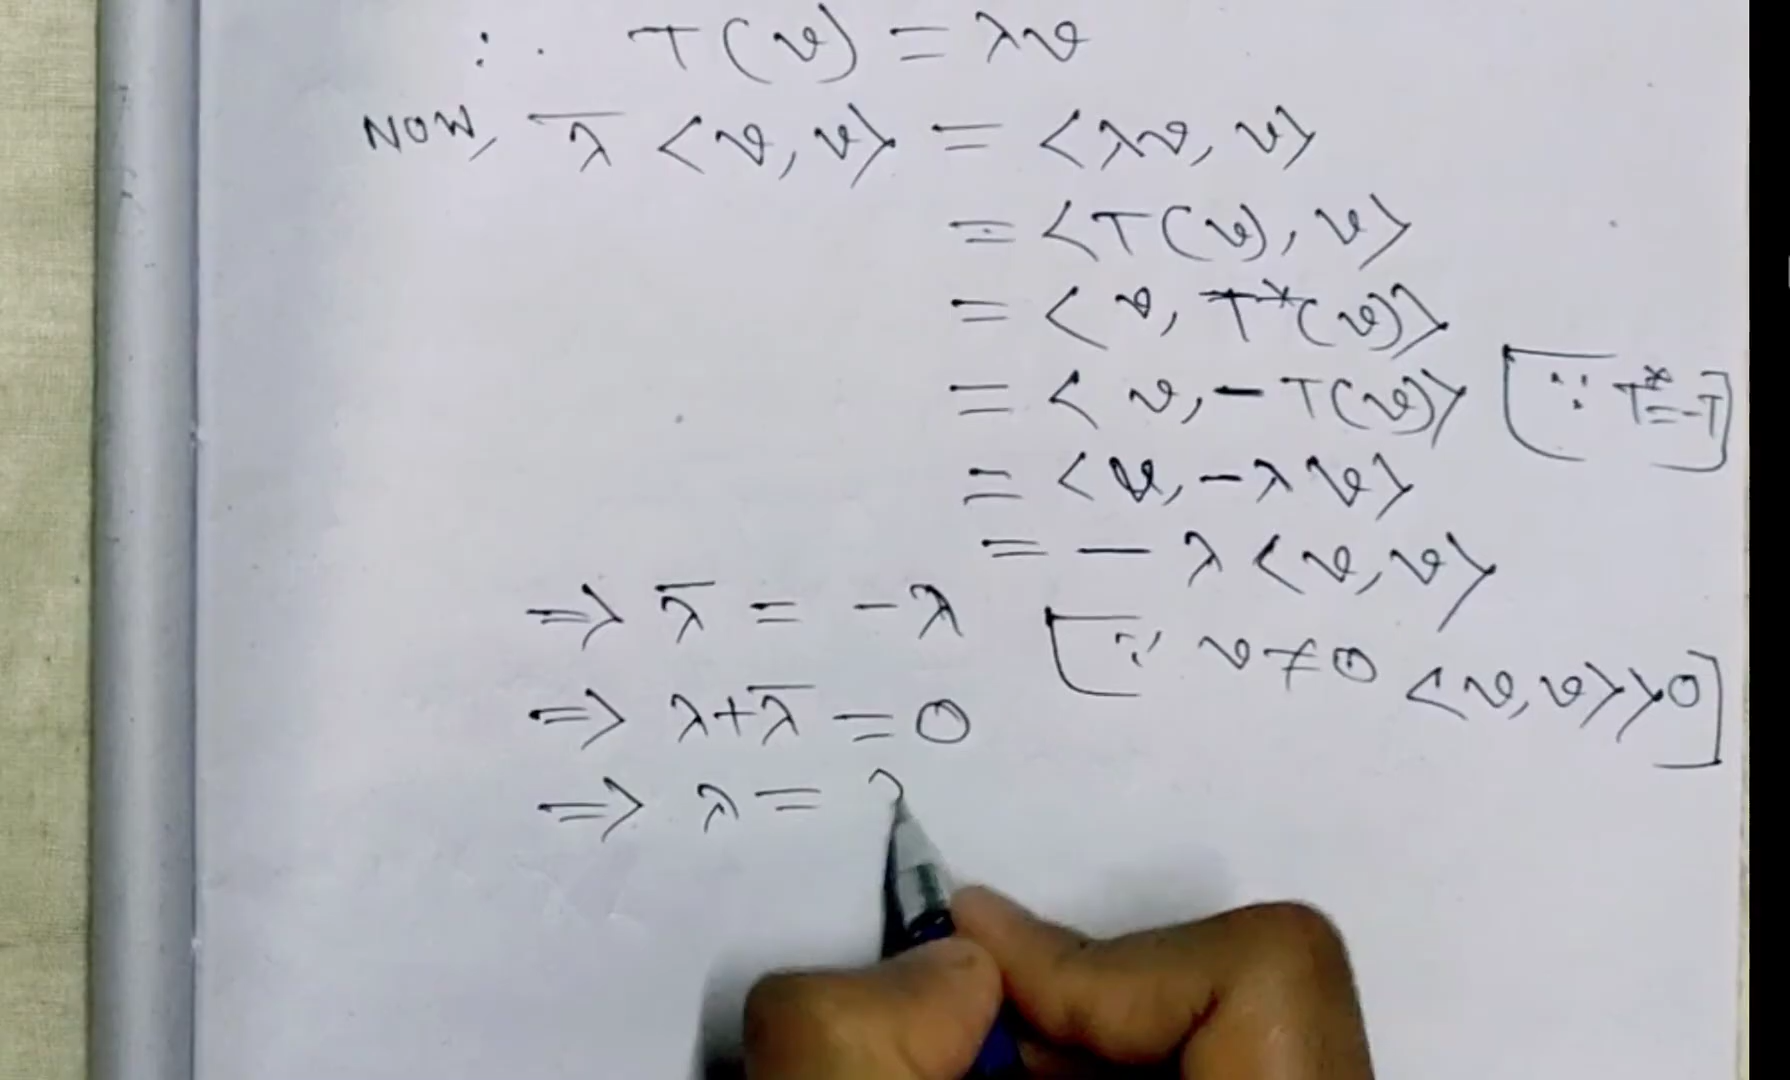 ∴ T(v) = λv
NOW, λ̅ <v, v> = <λv, v>
= <T(v), v>
= <v, T*(v)>
= <v, -T(v)> [∵ T* = -T]
= <v, -λv>
= - λ <v, v>
⇒ λ̅ = -λ [∵ v ≠ 0 <v, v> > 0]
⇒ λ + λ̅ = 0
⇒ λ =